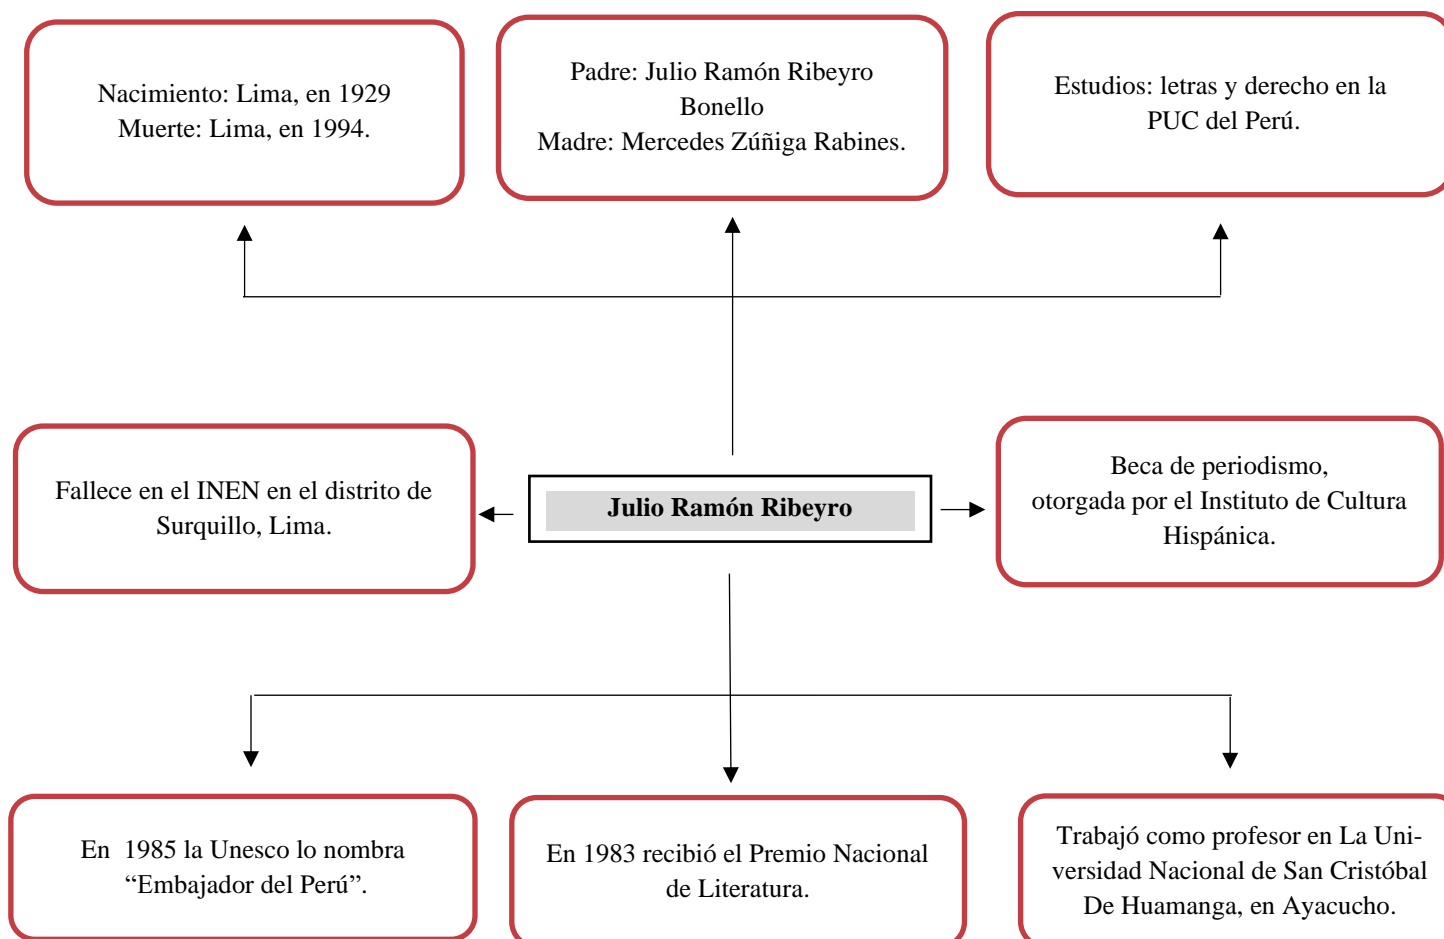 Nacimiento: Lima, en 1929
Muerte: Lima, en 1994.
Padre: Julio Ramón Ribeyro
Bonello
Madre: Mercedes Zúñiga Rabines.
Estudios: letras y derecho en la
PUC del Perú.
Fallece en el INEN en el distrito de
Surquillo, Lima.
Julio Ramón Ribeyro
Beca de periodismo,
otorgada por el Instituto de Cultura
Hispánica.
En  1985 la Unesco lo nombra
“Embajador del Perú”.
En 1983 recibió el Premio Nacional
de Literatura.
Trabajó como profesor en La Uni-
versidad Nacional de San Cristóbal
De Huamanga, en Ayacucho.